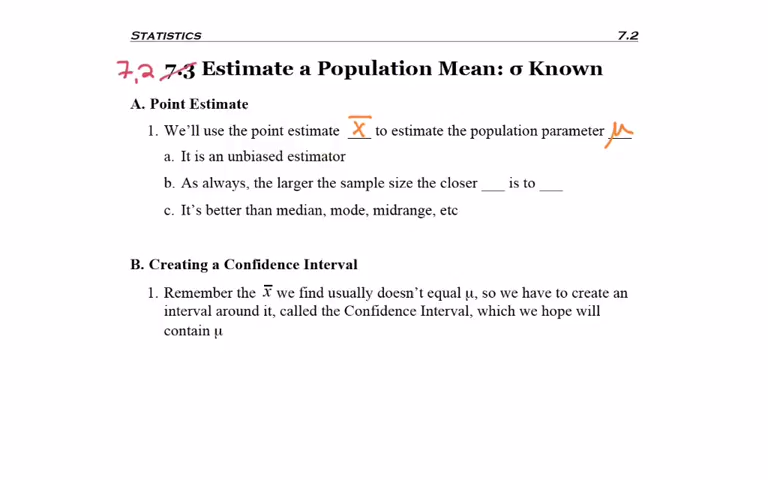 STATISTICS 7.2
7.2 7.3 Estimate a Population Mean: σ Known
A. Point Estimate
1. We'll use the point estimate x̄ to estimate the population parameter μ
a. It is an unbiased estimator
b. As always, the larger the sample size the closer ___ is to ___
c. It's better than median, mode, midrange, etc
B. Creating a Confidence Interval
1. Remember the x̄ we find usually doesn't equal μ, so we have to create an
interval around it, called the Confidence Interval, which we hope will
contain μ